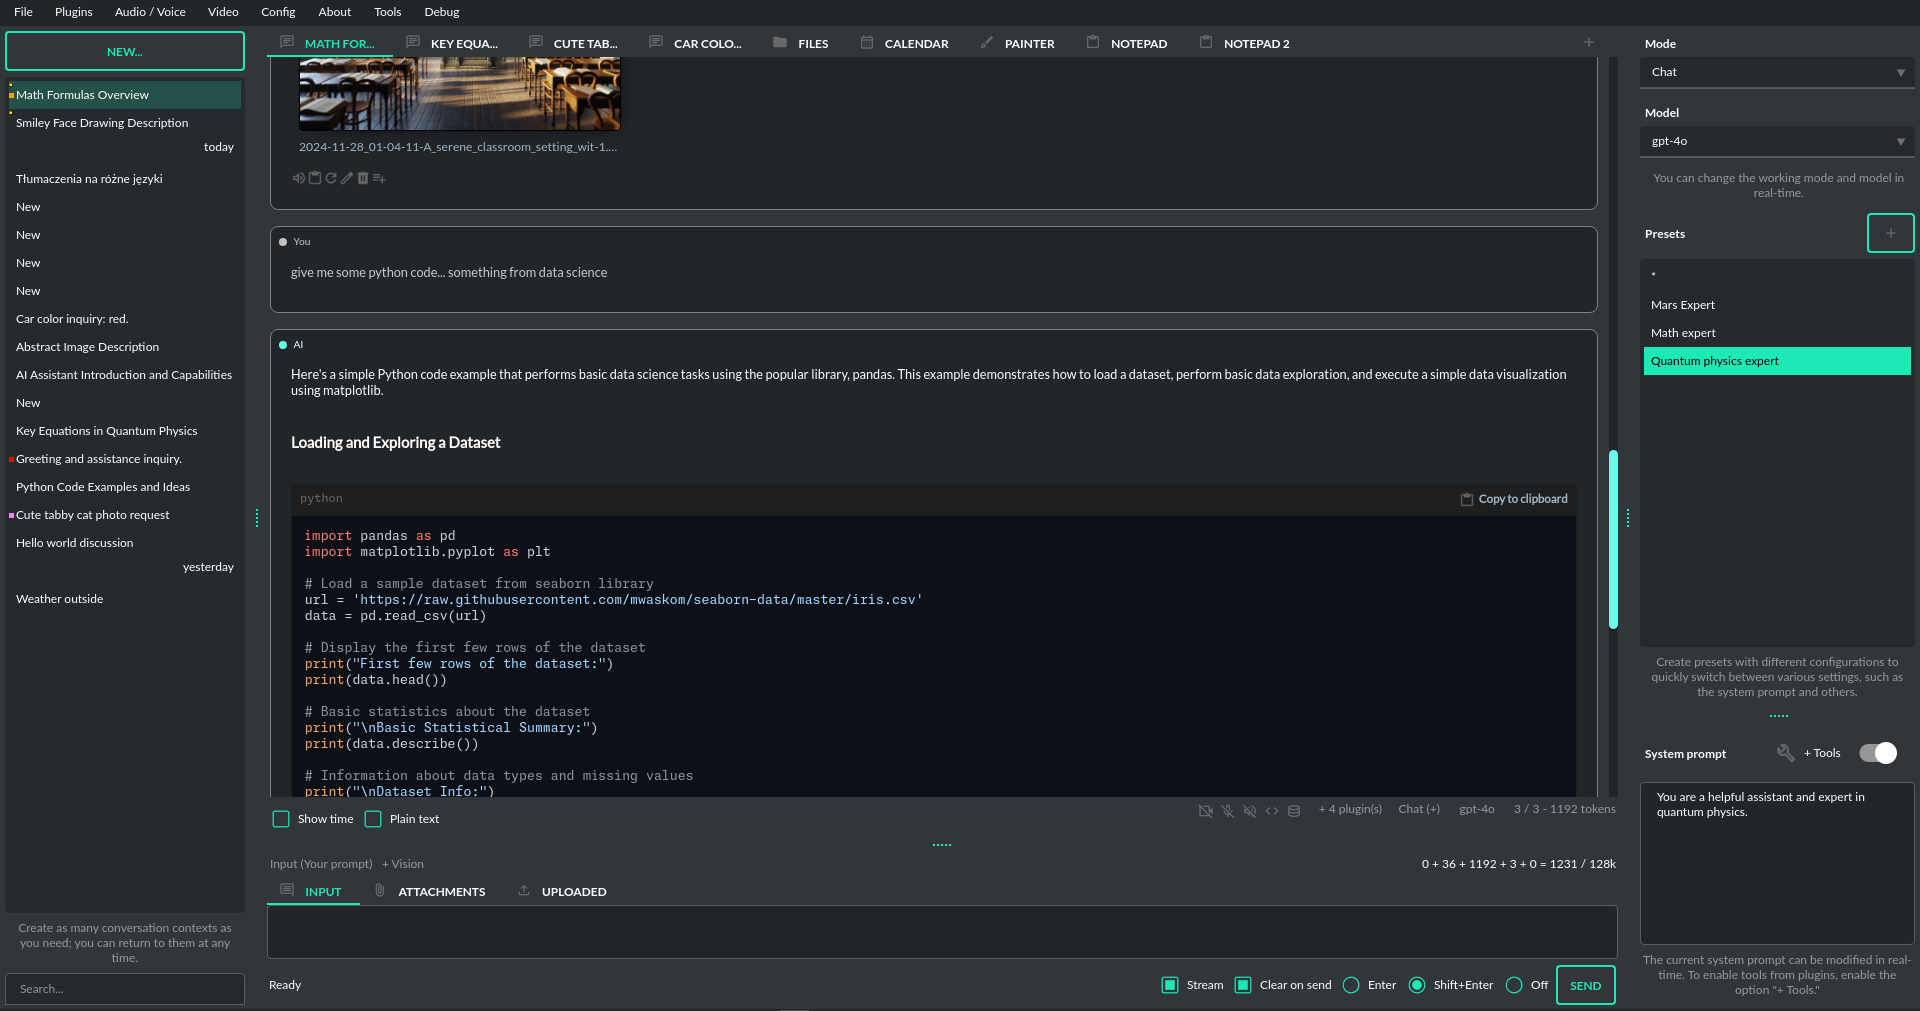 File Plugins Audio / Voice Video Config About Tools Debug
NEW...
Math Formulas Overview
Smiley Face Drawing Description
today
Tłumaczenia na różne języki
New
New
New
New
Car color inquiry: red.
Abstract Image Description
AI Assistant Introduction and Capabilities
New
Key Equations in Quantum Physics
Greeting and assistance inquiry.
Python Code Examples and Ideas
Cute tabby cat photo request
Hello world discussion
yesterday
Weather outside
Create as many conversation contexts as
you need; you can return to them at any
time.
Search...
MATH FOR... KEY EQUA... CUTE TAB... CAR COLO... FILES CALENDAR PAINTER NOTEPAD NOTEPAD 2
2024-11-28_01-04-11-A_serene_classroom_setting_wit-1....
You
give me some python code... something from data science
AI
Here's a simple Python code example that performs basic data science tasks using the popular library, pandas. This example demonstrates how to load a dataset, perform basic data exploration, and execute a simple data visualization
using matplotlib.
Loading and Exploring a Dataset
python Copy to clipboard
import pandas as pd
import matplotlib.pyplot as plt
# Load a sample dataset from seaborn library
url = 'https://raw.githubusercontent.com/mwaskom/seaborn-data/master/iris.csv'
data = pd.read_csv(url)
# Display the first few rows of the dataset
print("First few rows of the dataset:")
print(data.head())
# Basic statistics about the dataset
print("\nBasic Statistical Summary:")
print(data.describe())
# Information about data types and missing values
print("\nDataset Info:")
Show time Plain text
+ 4 plugin(s) Chat (+) gpt-4o 3 / 3 - 1192 tokens
Input (Your prompt) + Vision
0 + 36 + 1192 + 3 + 0 = 1231 / 128k
INPUT ATTACHMENTS UPLOADED
Ready
Stream Clear on send Enter Shift+Enter Off SEND
Mode
Chat
Model
gpt-4o
You can change the working mode and model in
real-time.
Presets
+
*
Mars Expert
Math expert
Quantum physics expert
Create presets with different configurations to
quickly switch between various settings, such as
the system prompt and others.
System prompt + Tools
You are a helpful assistant and expert in
quantum physics.
The current system prompt can be modified in real-
time. To enable tools from plugins, enable the
option "+ Tools."